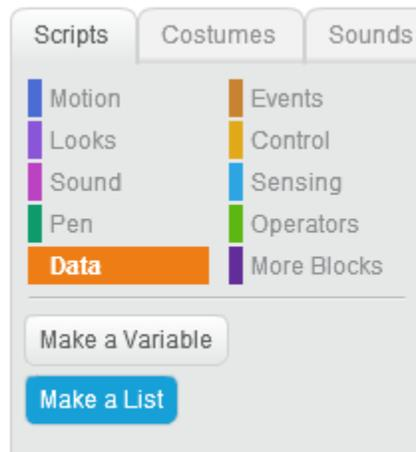 Scripts Costumes Sounds
Motion Events
Looks Control
Sound Sensing
Pen Operators
Data More Blocks
Make a Variable
Make a List